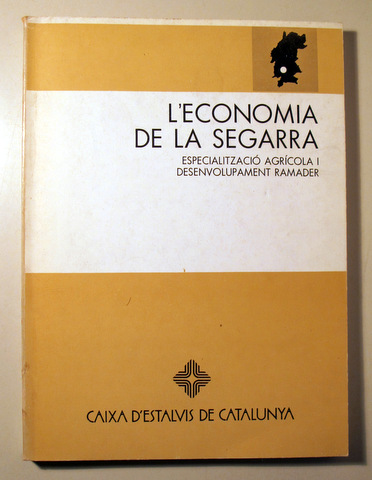 L'ECONOMIA
DE LA SEGARRA
ESPECIALITZACIÓ AGRÍCOLA I
DESENVOLUPAMENT RAMADER
CAIXA D'ESTALVIS DE CATALUNYA